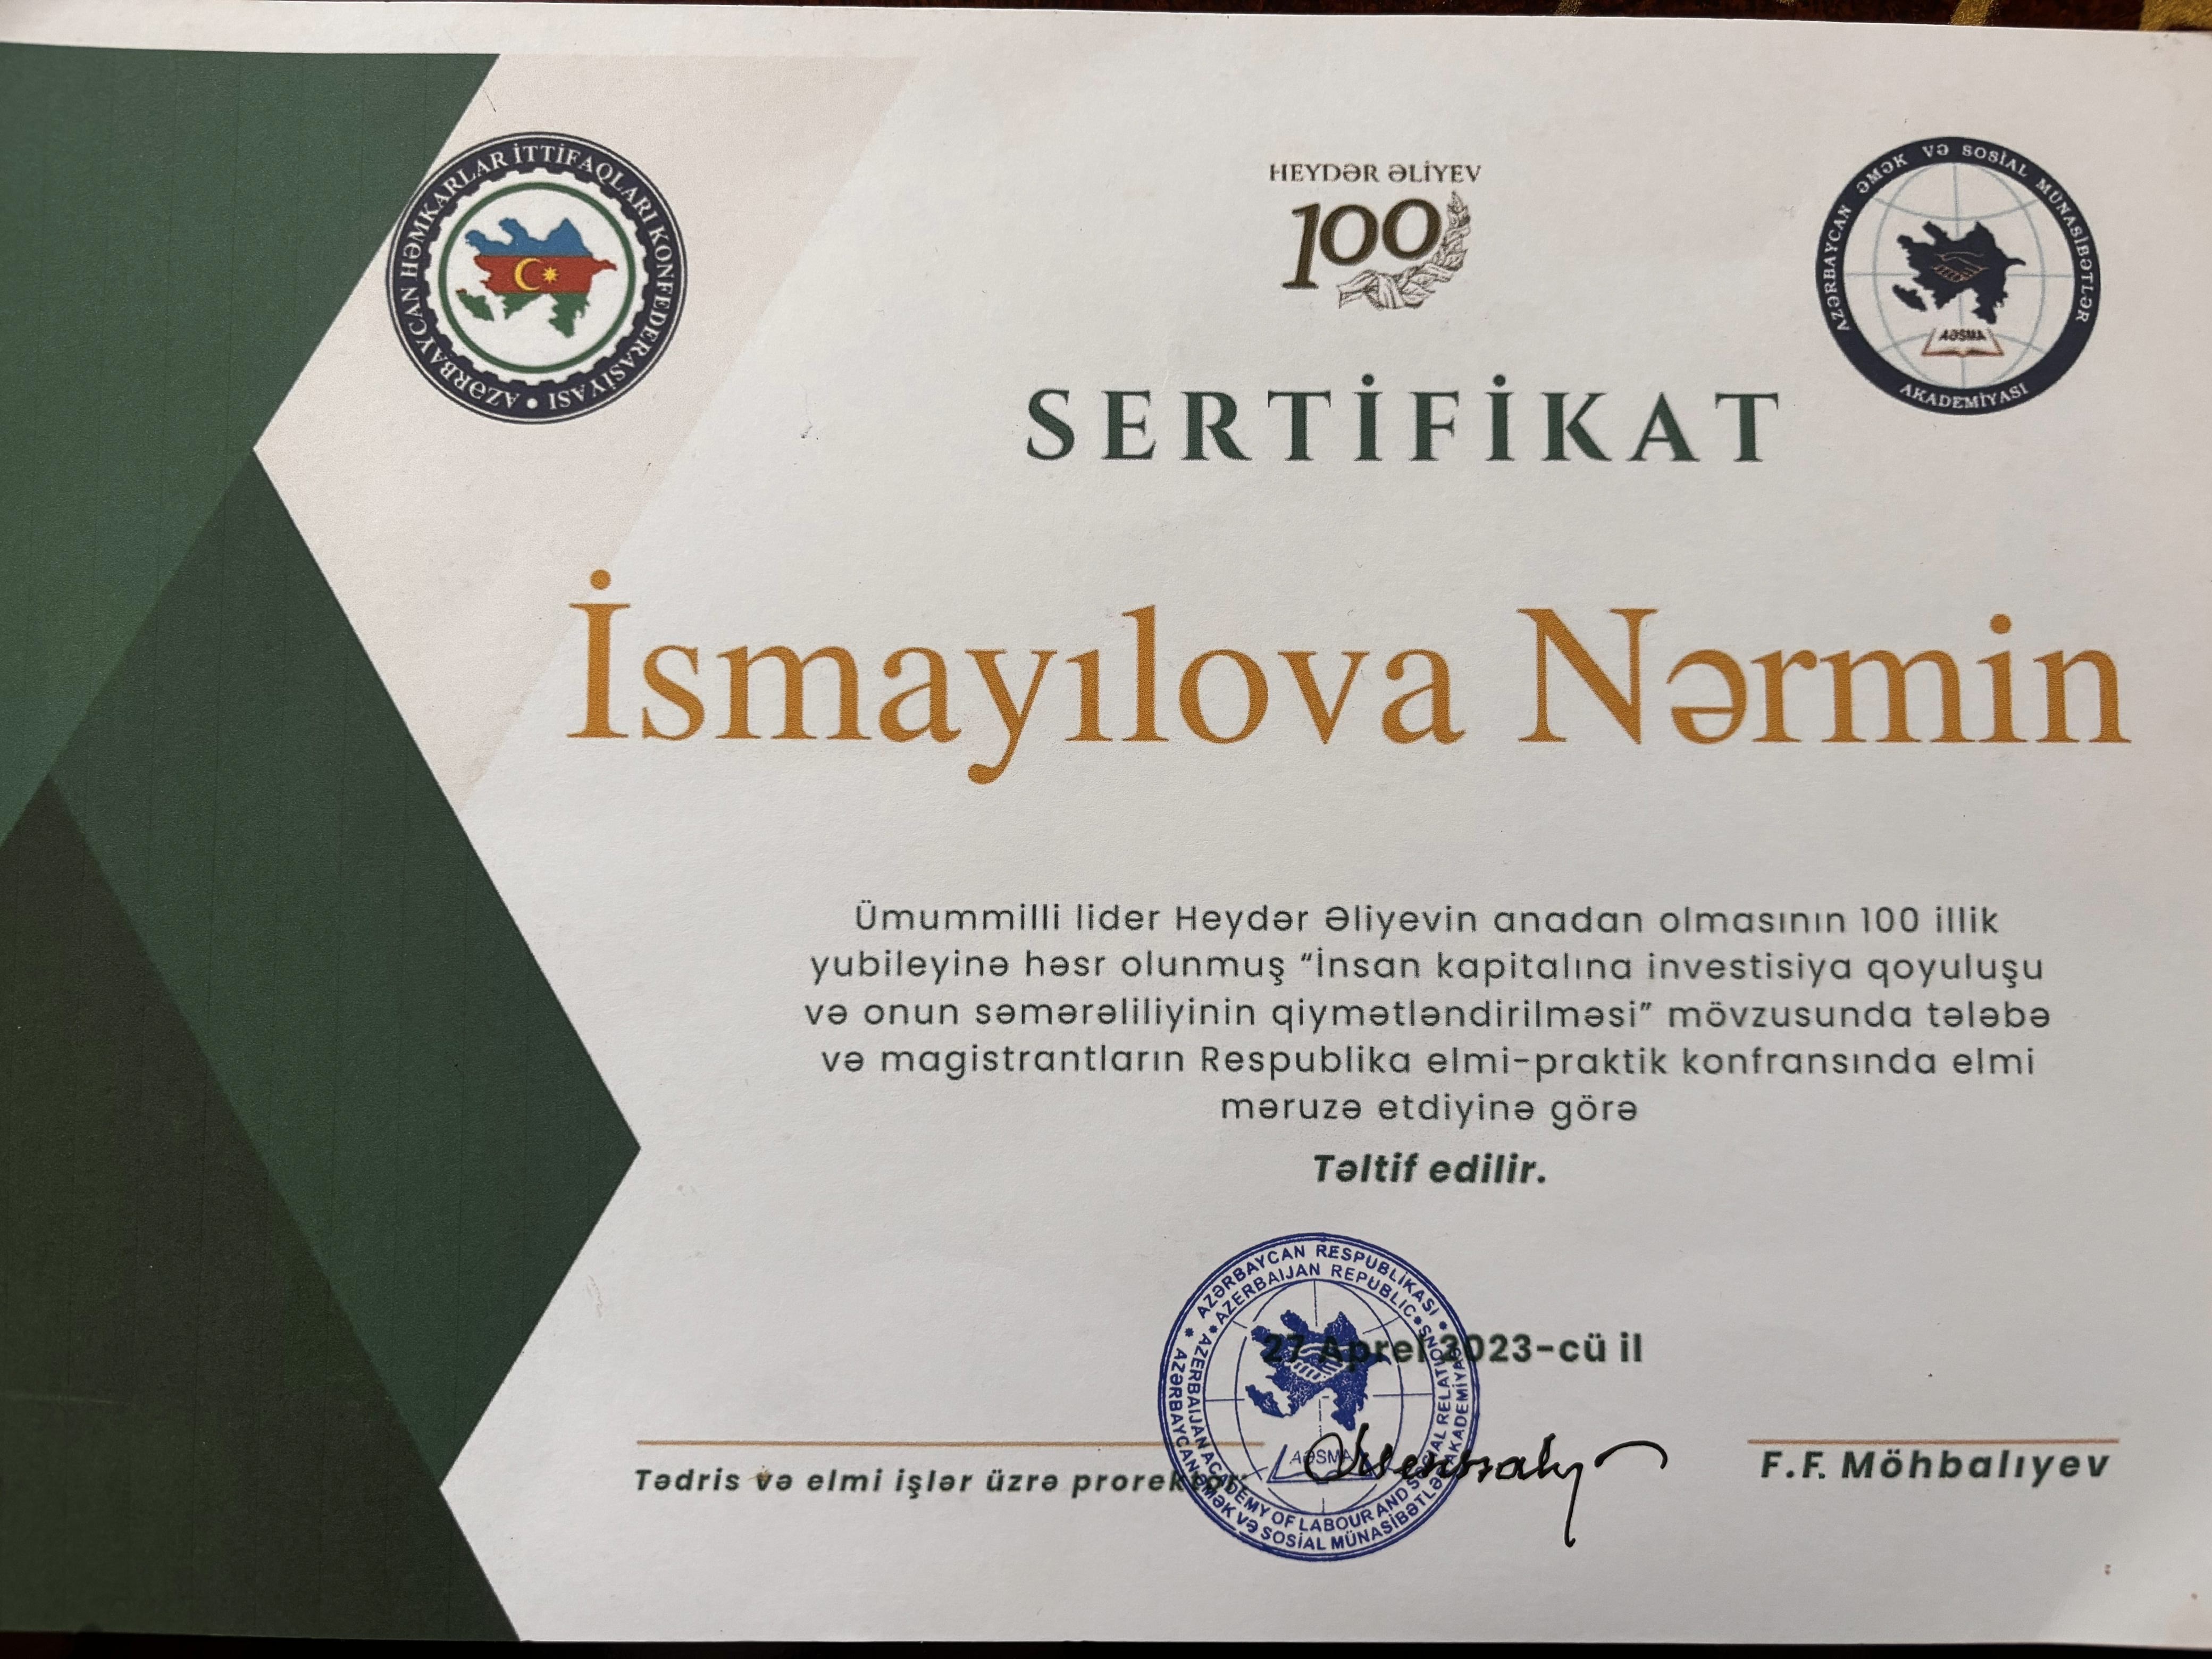 AZƏRBAYCAN HƏMKARLAR İTTİFAQLARI KONFEDERASİYASI
HEYDƏR ƏLİYEV
100
AZƏRBAYCAN ƏMƏK VƏ SOSİAL MÜNASİBƏTLƏR
AƏSMA
AKADEMİYASI
SERTİFİKAT
İsmayılova Nərmin
Ümummilli lider Heydər Əliyevin anadan olmasının 100 illik
yubileyinə həsr olunmuş “İnsan kapitalına investisiya qoyuluşu
və onun səmərəliliyinin qiymətləndirilməsi” mövzusunda tələbə
və magistrantların Respublika elmi-praktik konfransında elmi
məruzə etdiyinə görə
Təltif edilir.
AZƏRBAYCAN RESPUBLİKASI
AZƏRBAYCAN ƏMƏK VƏ SOSİAL MÜNASİBƏTLƏR AKADEMİYASI
AZERBAIJAN REPUBLIC
AZERBAIJAN ACADEMY OF LABOUR AND SOCIAL RELATIONS
AƏSMA
27 Aprel 2023-cü il
Tədris və elmi işlər üzrə prorektor
F.F. Möhbalıyev